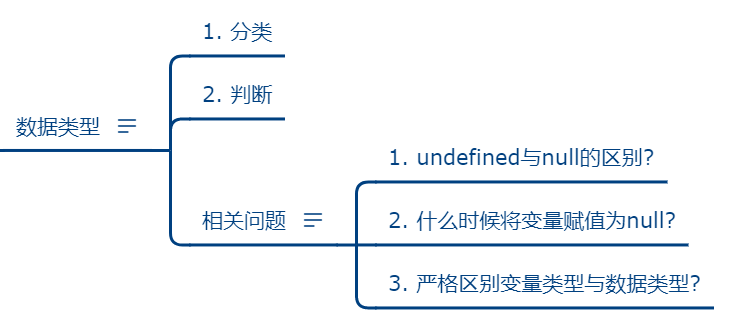 1. 分类
2. 判断
数据类型
1. undefined与null的区别?
相关问题
2. 什么时候将变量赋值为null?
3. 严格区别变量类型与数据类型?